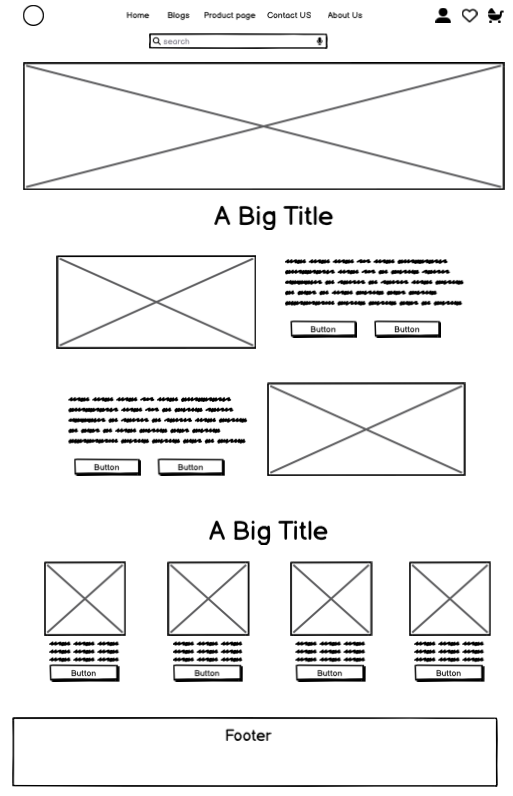 Home Blogs Product page Contact US About Us
search
A Big Title
Button Button
Button Button
A Big Title
Button Button Button Button
Footer